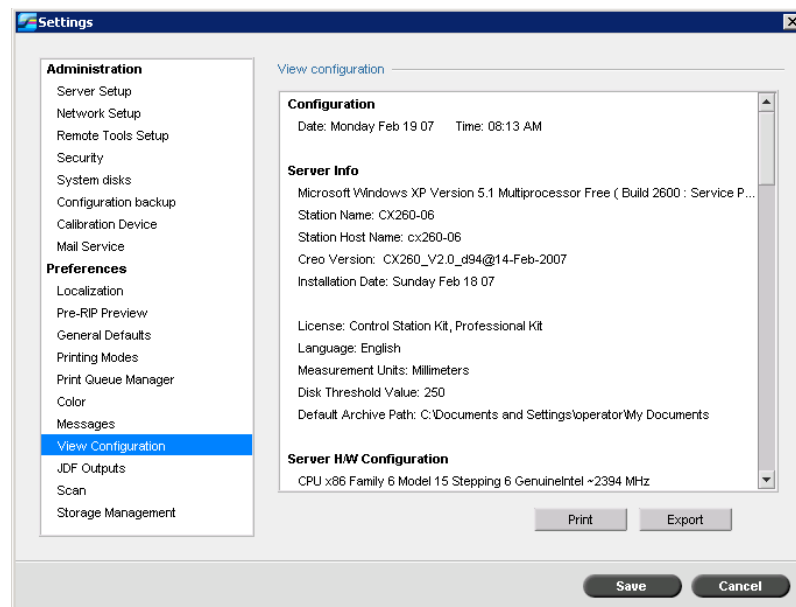 Settings
Administration
Server Setup
Network Setup
Remote Tools Setup
Security
System disks
Configuration backup
Calibration Device
Mail Service
Preferences
Localization
Pre-RIP Preview
General Defaults
Printing Modes
Print Queue Manager
Color
Messages
View Configuration
JDF Outputs
Scan
Storage Management
View configuration
Configuration
Date: Monday Feb 19 07 Time: 08:13 AM
Server Info
Microsoft Windows XP Version 5.1 Multiprocessor Free ( Build 2600 : Service P...
Station Name: CX260-06
Station Host Name: cx260-06
Creo Version: CX260_V2.0_d94@14-Feb-2007
Installation Date: Sunday Feb 18 07
License: Control Station Kit, Professional Kit
Language: English
Measurement Units: Millimeters
Disk Threshold Value: 250
Default Archive Path: C:\Documents and Settings\operator\My Documents
Server H/W Configuration
CPU x86 Family 6 Model 15 Stepping 6 GenuineIntel ~2394 MHz
Print Export
Save Cancel